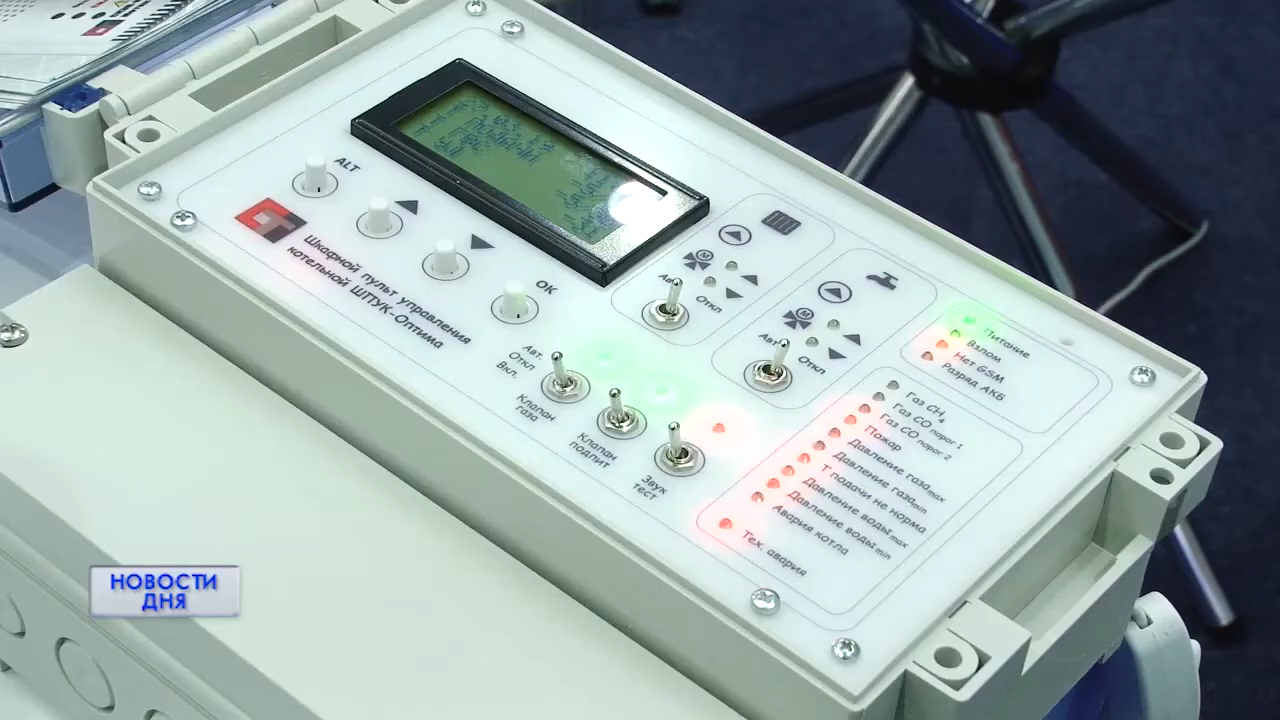 ALT
OK
Шкафной пульт управления
котельной ШПУК-Оптима
Авт.
Откл
Вкл.
Клапан
газа
Клапан
подпит
Звук
тест
М
Авт
Откл
М
Авт.
Откл
Питание
Взлом
Нет GSM
Разряд АКБ
Газ CH4
Газ CO порог 1
Газ CO порог 2
Пожар
Давление газа max
Давление газа min
T подачи не норма
Давление воды max
Давление воды min
Авария котла
Тех. авария
НОВОСТИ
ДНЯ